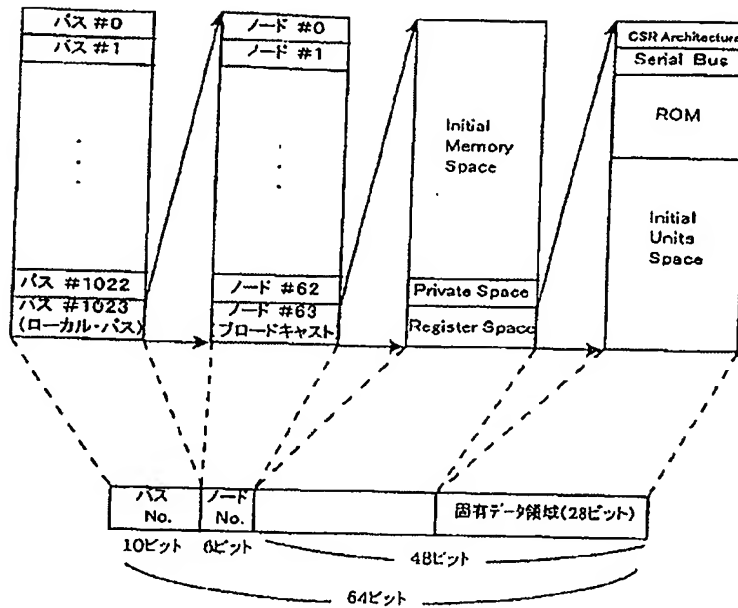 バス #0
バス #1
バス #1022
バス #1023
(ローカル・バス)
ノード #0
ノード #1
ノード #62
ノード #63
ブロードキャスト
Initial
Memory
Space
Private Space
Register Space
CSR Architecture
Serial Bus
ROM
Initial
Units
Space
バス
No.
ノード
No.
固有データ領域(28ビット)
10ビット
6ビット
48ビット
64ビット